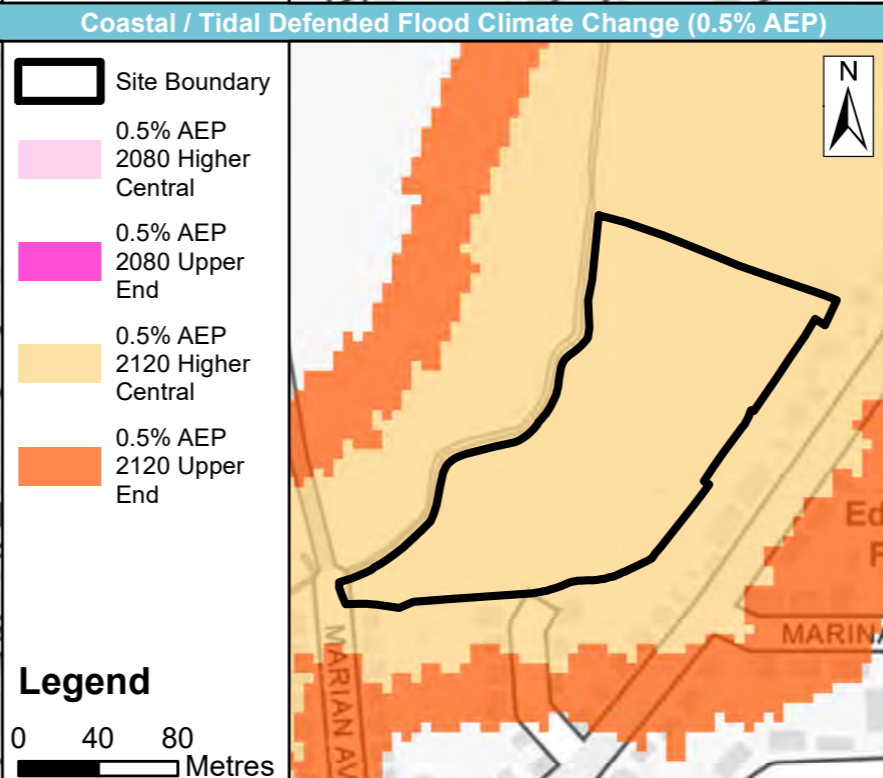 Coastal / Tidal Defended Flood Climate Change (0.5% AEP)
Site Boundary
0.5% AEP
2080 Higher
Central
0.5% AEP
2080 Upper
End
0.5% AEP
2120 Higher
Central
0.5% AEP
2120 Upper
End
Legend
0 40 80
Metres
N
Ed
F
MARINA
MARIAN AV